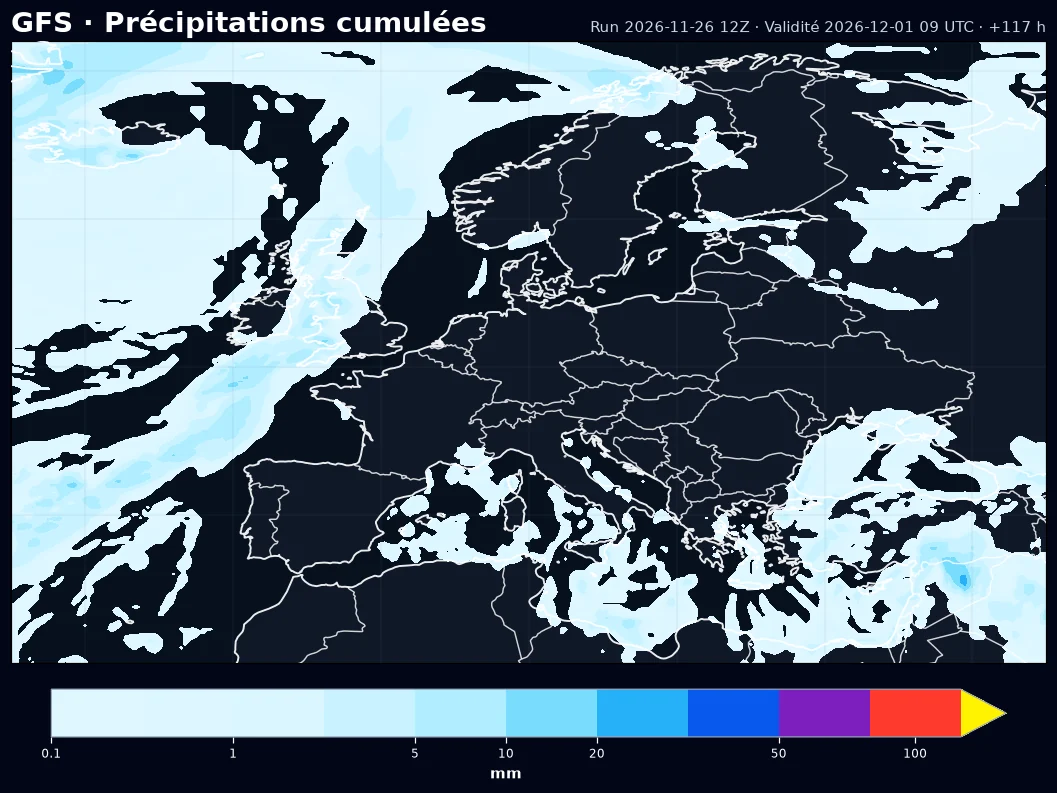 GFS · Précipitations cumulées
Run 2026-11-26 12Z · Validité 2026-12-01 09 UTC · +117 h
0.1 1 5 10 20 50 100
mm